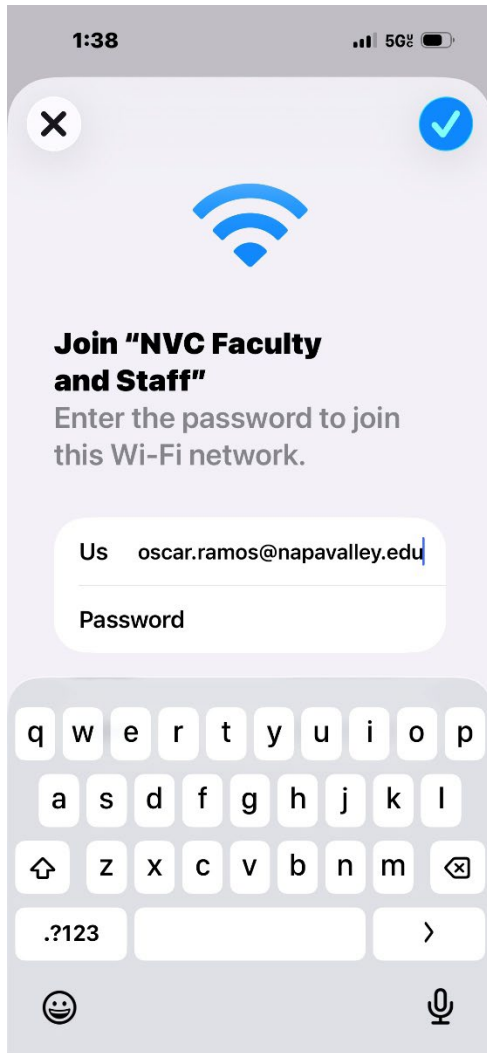 1:38 5GUC
Join “NVC Faculty
and Staff”
Enter the password to join
this Wi-Fi network.
Us oscar.ramos@napavalley.edu
Password
q w e r t y u i o p
a s d f g h j k l
z x c v b n m
.?123